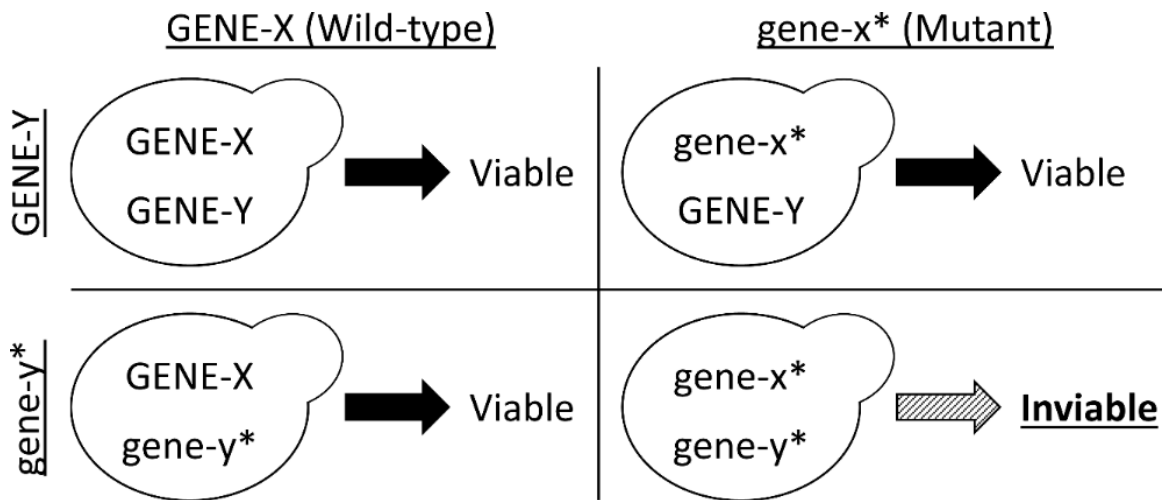 GENE-X (Wild-type)
gene-x* (Mutant)
GENE-Y
GENE-X
GENE-Y
Viable
gene-x*
GENE-Y
Viable
gene-y*
GENE-X
gene-y*
Viable
gene-x*
gene-y*
Inviable